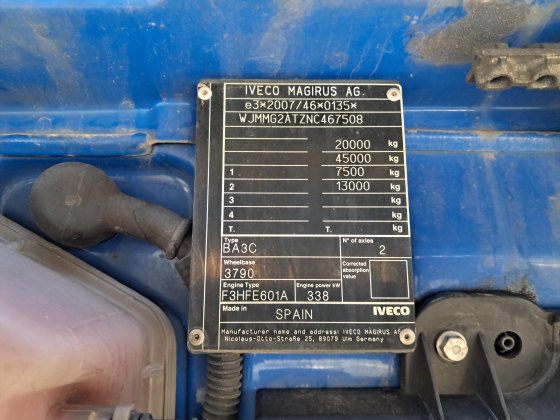 IVECO MAGIRUS AG.
e3*2007/46*0135*
WJMMG2ATZNC467508
20000 kg
45000 kg
1 7500 kg
2 13000 kg
3 kg
4 kg
T. T. kg
Type N° of axles
BA3C 2
Wheelbase Corrected absorption value
3790
Engine Type Engine power kW
F3HFE601A 338
Made in SPAIN IVECO
Manufacturer name and address: IVECO MAGIRUS AG
Nicolaus-Otto-Straße 25, 89079 Ulm Germany